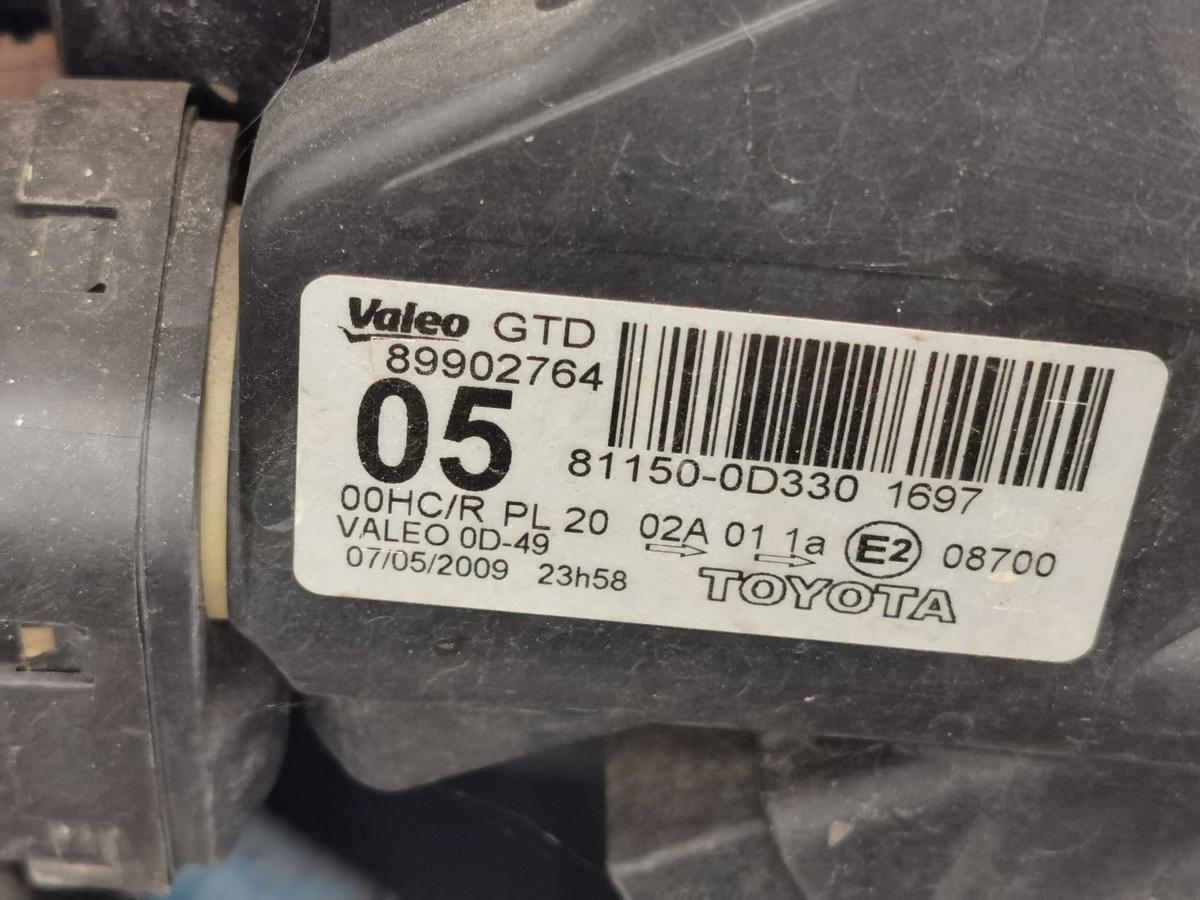 Valeo GTD
89902764
05
81150-0D330 1697
00HC/R PL 20 02A 01 1a E2 08700
VALEO 0D-49
07/05/2009 23h58
TOYOTA